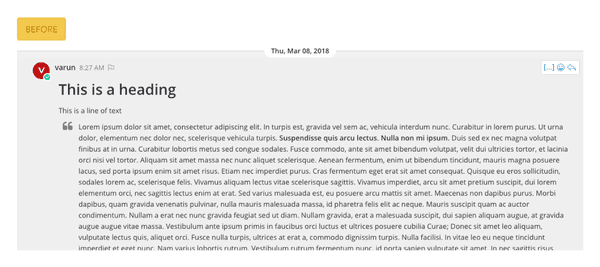 BEFORE
Thu, Mar 08, 2018
V varun 8:27 AM
[...]
This is a heading
This is a line of text
Lorem ipsum dolor sit amet, consectetur adipiscing elit. In turpis est, gravida vel sem ac, vehicula interdum nunc. Curabitur in lorem purus. Ut urna
dolor, elementum nec dolor nec, scelerisque vehicula turpis. Suspendisse quis arcu lectus. Nulla non mi ipsum. Duis sed ex nec magna volutpat
finibus at in urna. Curabitur lobortis metus sed congue sodales. Fusce commodo, ante sit amet bibendum volutpat, velit dui ultricies tortor, et lacinia
orci nisi vel tortor. Aliquam sit amet massa nec nunc aliquet scelerisque. Aenean fermentum, enim ut bibendum tincidunt, mauris magna posuere
lacus, sed porta ipsum enim sit amet risus. Etiam nec imperdiet purus. Cras fermentum eget erat sit amet consequat. Quisque eu eros sollicitudin,
sodales lorem ac, scelerisque felis. Vivamus aliquam lectus vitae scelerisque sagittis. Vivamus imperdiet, arcu sit amet pretium suscipit, dui lorem
elementum orci, nec sagittis lectus enim at erat. Sed varius malesuada est, eu posuere dui mattis sit amet. Maecenas non dapibus purus. Morbi
dapibus, quam gravida venenatis pulvinar, nulla mauris malesuada massa, id pharetra felis elit ac neque. Mauris suscipit quam ac auctor
condimentum. Nullam a erat nec nunc gravida feugiat sed ut diam. Nullam gravida, erat a malesuada suscipit, dui sapien aliquam augue, at gravida
augue augue vitae massa. Vestibulum ante ipsum primis in faucibus orci luctus et ultrices posuere cubilia Curae; Donec sit amet leo aliquam,
vulputate lectus quis, aliquet orci. Fusce nulla turpis, ultrices at erat a, commodo dignissim turpis. Nulla facilisi. In vitae leo eu neque tincidunt
imperdiet et eget nunc. Nam varius lobortis rutrum. Vestibulum rutrum fermentum nunc, id porta sapien vulputate sit amet. In nec sagittis risus.